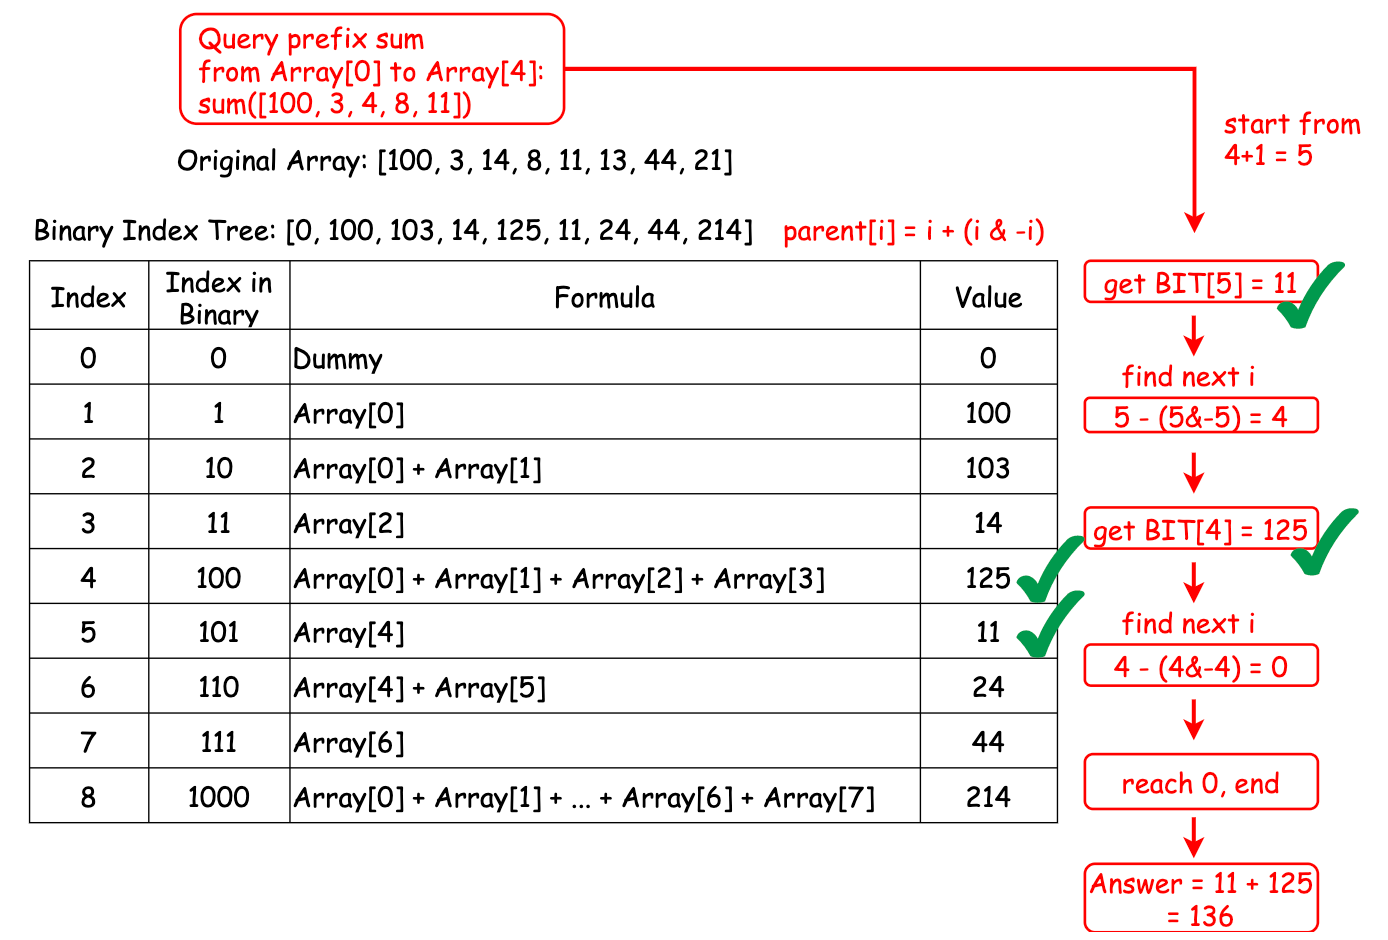 Query prefix sum
from Array[0] to Array[4]:
sum([100, 3, 4, 8, 11])
start from
4+1 = 5
Original Array: [100, 3, 14, 8, 11, 13, 44, 21]
Binary Index Tree: [0, 100, 103, 14, 125, 11, 24, 44, 214]
parent[i] = i + (i & -i)
Index
Index in
Binary
Formula
Value
0 0 Dummy 0
1 1 Array[0] 100
2 10 Array[0] + Array[1] 103
3 11 Array[2] 14
4 100 Array[0] + Array[1] + Array[2] + Array[3] 125
5 101 Array[4] 11
6 110 Array[4] + Array[5] 24
7 111 Array[6] 44
8 1000 Array[0] + Array[1] + ... + Array[6] + Array[7] 214
get BIT[5] = 11
find next i
5 - (5&-5) = 4
get BIT[4] = 125
find next i
4 - (4&-4) = 0
reach 0, end
Answer = 11 + 125
= 136